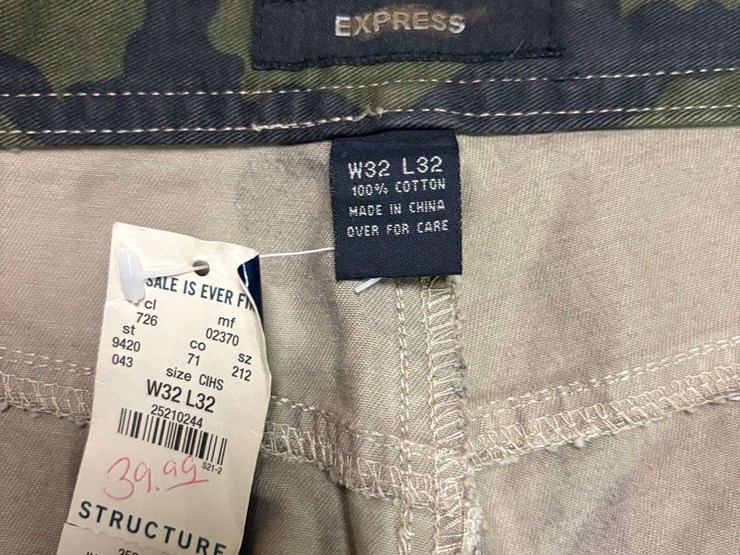 EXPRESS
W32 L32
100% COTTON
MADE IN CHINA
OVER FOR CARE
SALE IS EVER
cl mf
726 02370
st co sz
9420 71 212
043
size CIHS
W32 L32
25210244
S21-2
39.99
STRUCTURE